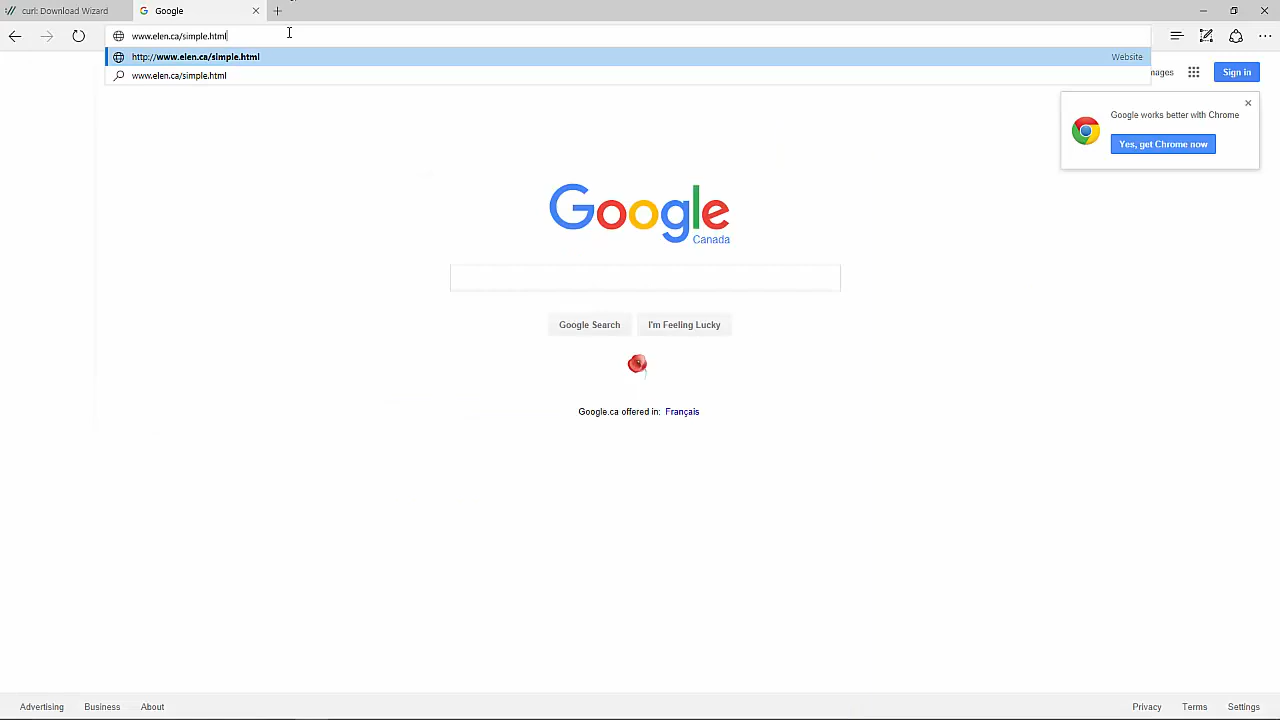 curl: Download Wizard
Google
www.elen.ca/simple.html
http://www.elen.ca/simple.html
Website
www.elen.ca/simple.html
mages
Sign in
Google works better with Chrome
Yes, get Chrome now
Google
Canada
Google Search
I'm Feeling Lucky
Google.ca offered in: Français
Advertising
Business
About
Privacy
Terms
Settings